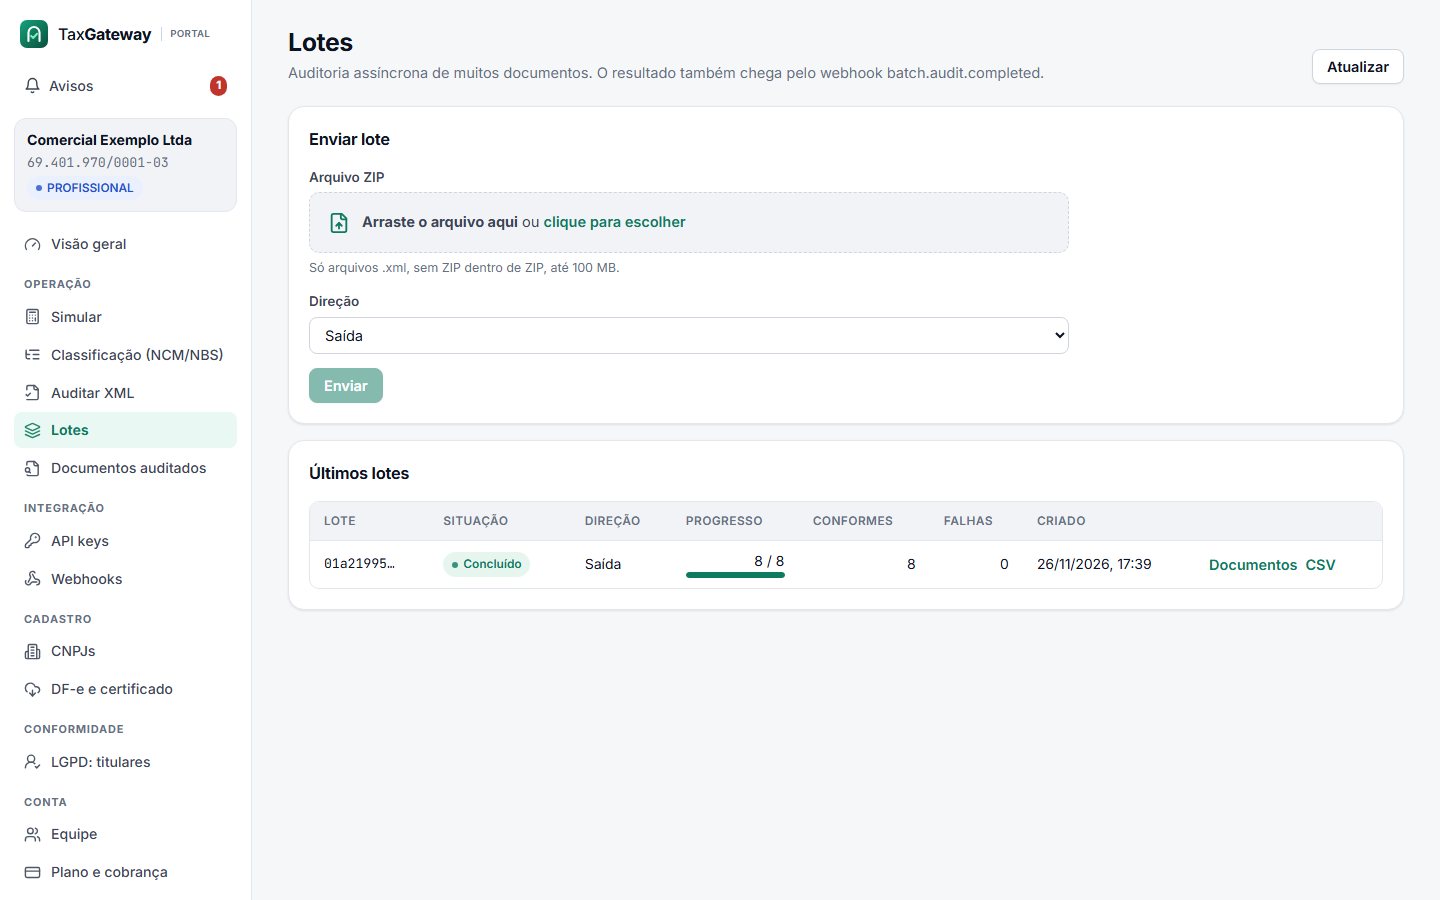 TaxGateway PORTAL
Avisos 1
Comercial Exemplo Ltda
69.401.970/0001-03
PROFISSIONAL
Visão geral
OPERAÇÃO
Simular
Classificação (NCM/NBS)
Auditar XML
Lotes
Documentos auditados
INTEGRAÇÃO
API keys
Webhooks
CADASTRO
CNPJs
DF-e e certificado
CONFORMIDADE
LGPD: titulares
CONTA
Equipe
Plano e cobrança
Lotes
Auditoria assíncrona de muitos documentos. O resultado também chega pelo webhook batch.audit.completed.
Atualizar
Enviar lote
Arquivo ZIP
Arraste o arquivo aqui ou clique para escolher
Só arquivos .xml, sem ZIP dentro de ZIP, até 100 MB.
Direção
Saída
Enviar
Últimos lotes
LOTE SITUAÇÃO DIREÇÃO PROGRESSO CONFORMES FALHAS CRIADO
01a21995… Concluído Saída 8 / 8 8 0 26/11/2026, 17:39 Documentos CSV